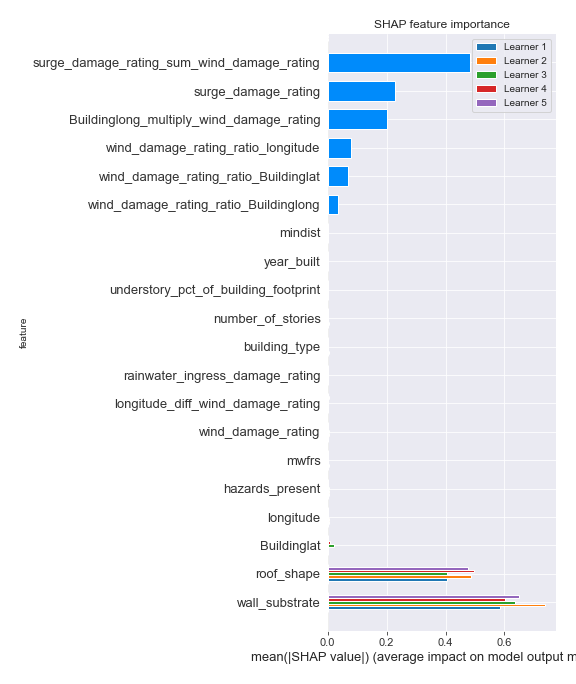 SHAP feature importance
Learner 1
Learner 2
Learner 3
Learner 4
Learner 5
surge_damage_rating_sum_wind_damage_rating
surge_damage_rating
Buildinglong_multiply_wind_damage_rating
wind_damage_rating_ratio_longitude
wind_damage_rating_ratio_Buildinglat
wind_damage_rating_ratio_Buildinglong
mindist
year_built
understory_pct_of_building_footprint
number_of_stories
building_type
rainwater_ingress_damage_rating
longitude_diff_wind_damage_rating
wind_damage_rating
mwfrs
hazards_present
longitude
Buildinglat
roof_shape
wall_substrate
feature
0.0 0.2 0.4 0.6
mean(|SHAP value|) (average impact on model output m